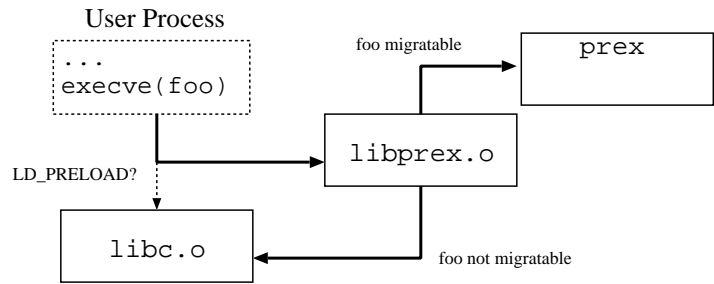 User Process
...
execve(foo)
foo migratable
prex
libprex.o
LD_PRELOAD?
libc.o
foo not migratable